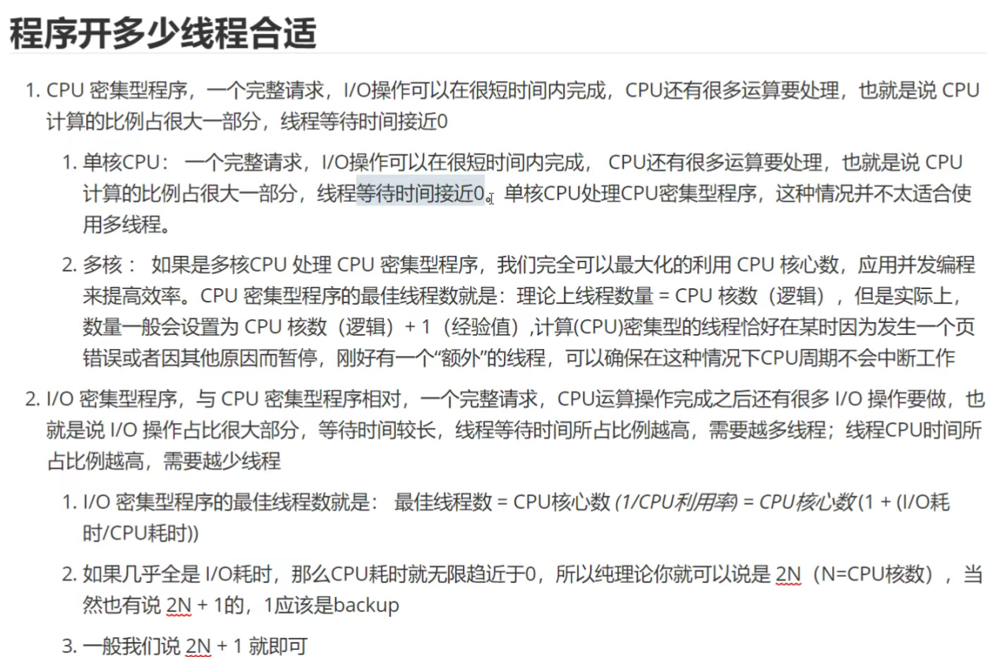 程序开多少线程合适
1. CPU 密集型程序，一个完整请求，I/O操作可以在很短时间内完成，CPU还有很多运算要处理，也就是说 CPU
计算的比例占很大一部分，线程等待时间接近0
1. 单核CPU： 一个完整请求，I/O操作可以在很短时间内完成， CPU还有很多运算要处理，也就是说 CPU
计算的比例占很大一部分，线程等待时间接近0。单核CPU处理CPU密集型程序，这种情况并不太适合使
用多线程。
2. 多核 ： 如果是多核CPU 处理 CPU 密集型程序，我们完全可以最大化的利用 CPU 核心数，应用并发编程
来提高效率。CPU 密集型程序的最佳线程数就是：理论上线程数量 = CPU 核数（逻辑），但是实际上，
数量一般会设置为 CPU 核数（逻辑）+ 1（经验值）,计算(CPU)密集型的线程恰好在某时因为发生一个页
错误或者因其他原因而暂停，刚好有一个“额外”的线程，可以确保在这种情况下CPU周期不会中断工作
2. I/O 密集型程序，与 CPU 密集型程序相对，一个完整请求，CPU运算操作完成之后还有很多 I/O 操作要做，也
就是说 I/O 操作占比很大部分，等待时间较长，线程等待时间所占比例越高，需要越多线程；线程CPU时间所
占比例越高，需要越少线程
1. I/O 密集型程序的最佳线程数就是： 最佳线程数 = CPU核心数 (1/CPU利用率) = CPU核心数 (1 + (I/O耗
时/CPU耗时))
2. 如果几乎全是 I/O耗时，那么CPU耗时就无限趋近于0，所以纯理论你就可以说是 2N（N=CPU核数），当
然也有说 2N + 1的，1应该是backup
3. 一般我们说 2N + 1 就即可